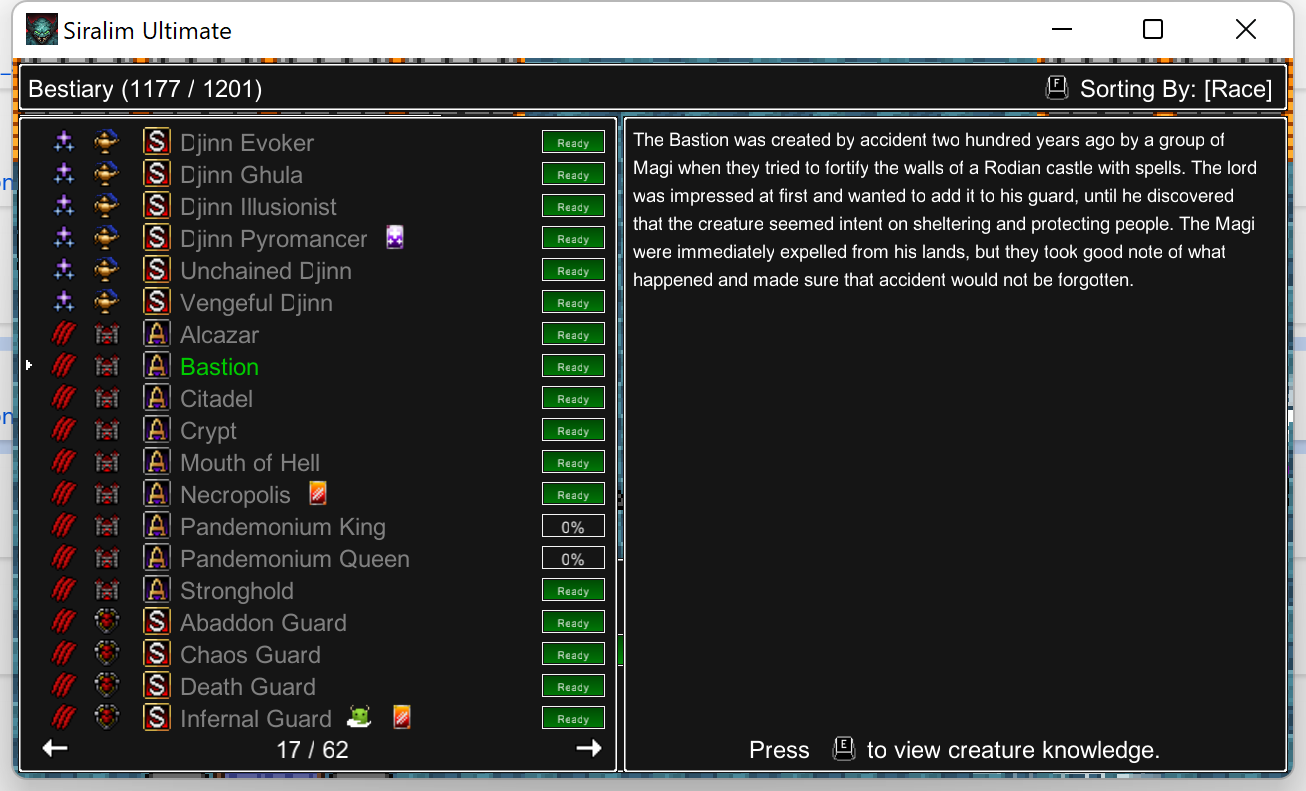 Siralim Ultimate
Bestiary (1177 / 1201)
F Sorting By: [Race]
S Djinn Evoker Ready
S Djinn Ghula Ready
S Djinn Illusionist Ready
S Djinn Pyromancer Ready
S Unchained Djinn Ready
S Vengeful Djinn Ready
A Alcazar Ready
A Bastion Ready
A Citadel Ready
A Crypt Ready
A Mouth of Hell Ready
A Necropolis Ready
A Pandemonium King 0%
A Pandemonium Queen 0%
A Stronghold Ready
S Abaddon Guard Ready
S Chaos Guard Ready
S Death Guard Ready
S Infernal Guard Ready
17 / 62
The Bastion was created by accident two hundred years ago by a group of
Magi when they tried to fortify the walls of a Rodian castle with spells. The lord
was impressed at first and wanted to add it to his guard, until he discovered
that the creature seemed intent on sheltering and protecting people. The Magi
were immediately expelled from his lands, but they took good note of what
happened and made sure that accident would not be forgotten.
Press E to view creature knowledge.